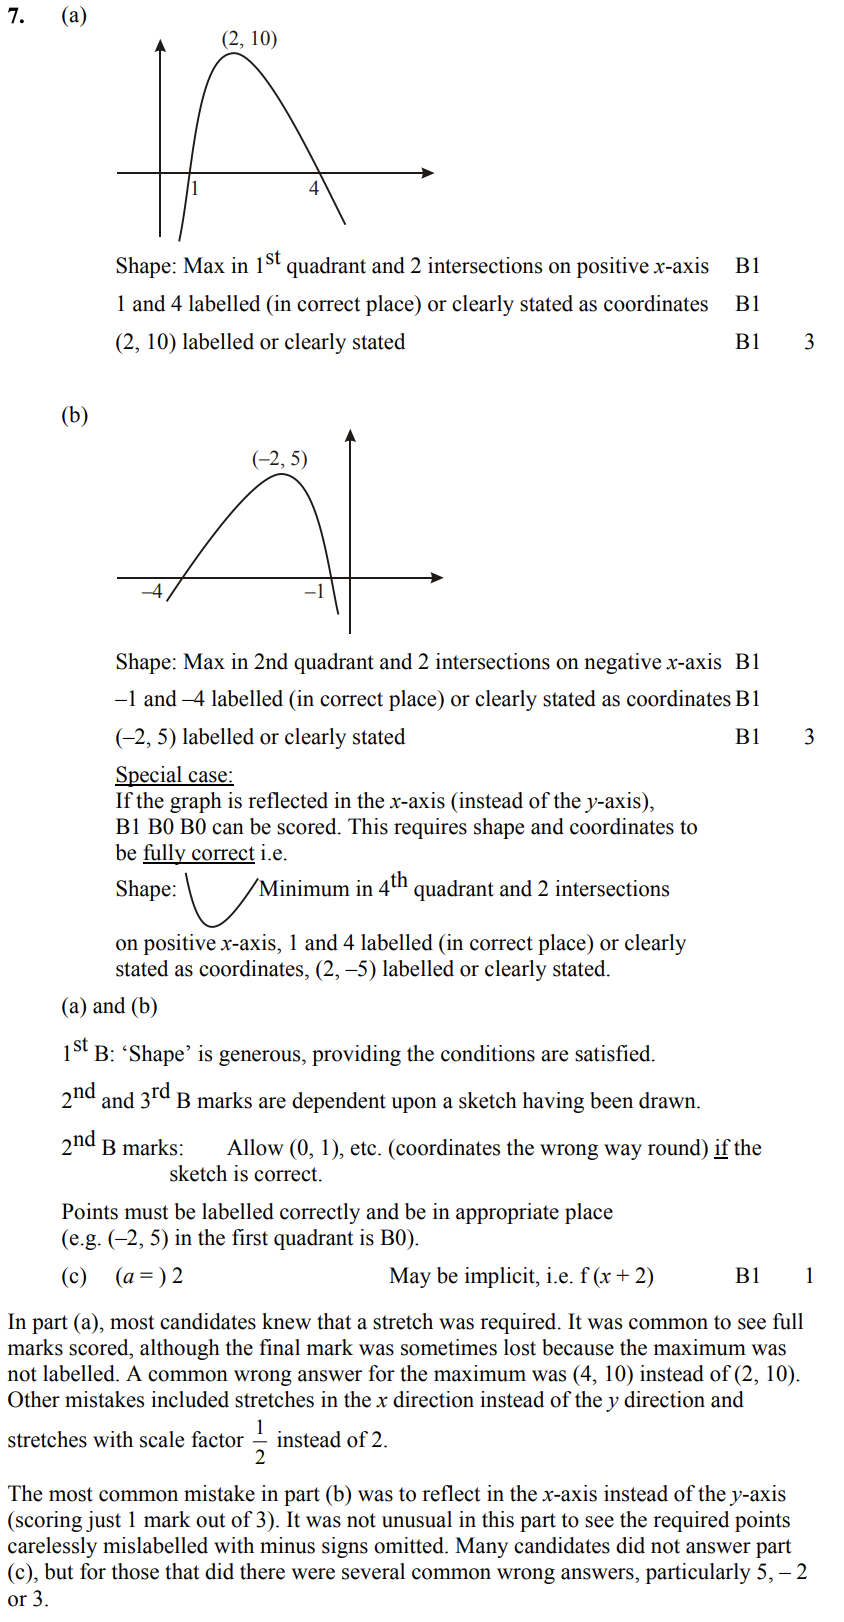 7. (a)
(2, 10)
1 4
Shape: Max in 1st quadrant and 2 intersections on positive x-axis B1
1 and 4 labelled (in correct place) or clearly stated as coordinates B1
(2, 10) labelled or clearly stated B1 3
(b)
(–2, 5)
–4 –1
Shape: Max in 2nd quadrant and 2 intersections on negative x-axis B1
–1 and –4 labelled (in correct place) or clearly stated as coordinates B1
(–2, 5) labelled or clearly stated B1 3
Special case:
If the graph is reflected in the x-axis (instead of the y-axis),
B1 B0 B0 can be scored. This requires shape and coordinates to
be fully correct i.e.
Shape: Minimum in 4th quadrant and 2 intersections
on positive x-axis, 1 and 4 labelled (in correct place) or clearly
stated as coordinates, (2, –5) labelled or clearly stated.
(a) and (b)
1st B: ‘Shape’ is generous, providing the conditions are satisfied.
2nd and 3rd B marks are dependent upon a sketch having been drawn.
2nd B marks: Allow (0, 1), etc. (coordinates the wrong way round) if the
sketch is correct.
Points must be labelled correctly and be in appropriate place
(e.g. (–2, 5) in the first quadrant is B0).
(c) (a = ) 2 May be implicit, i.e. f (x + 2) B1 1
In part (a), most candidates knew that a stretch was required. It was common to see full
marks scored, although the final mark was sometimes lost because the maximum was
not labelled. A common wrong answer for the maximum was (4, 10) instead of (2, 10).
Other mistakes included stretches in the x direction instead of the y direction and
stretches with scale factor 1/2 instead of 2.
The most common mistake in part (b) was to reflect in the x-axis instead of the y-axis
(scoring just 1 mark out of 3). It was not unusual in this part to see the required points
carelessly mislabelled with minus signs omitted. Many candidates did not answer part
(c), but for those that did there were several common wrong answers, particularly 5, – 2
or 3.